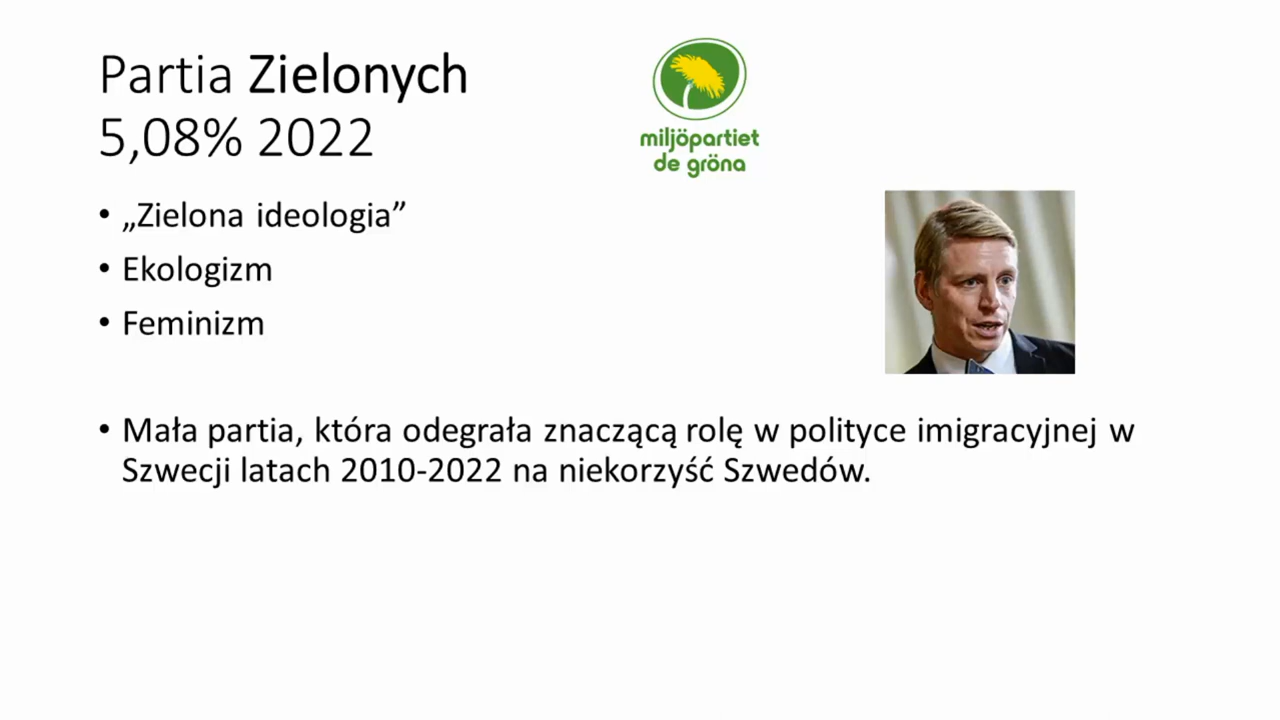 Partia Zielonych
5,08% 2022
miljöpartiet
de gröna
• „Zielona ideologia”
• Ekologizm
• Feminizm
• Mała partia, która odegrała znaczącą rolę w polityce imigracyjnej w
Szwecji latach 2010-2022 na niekorzyść Szwedów.